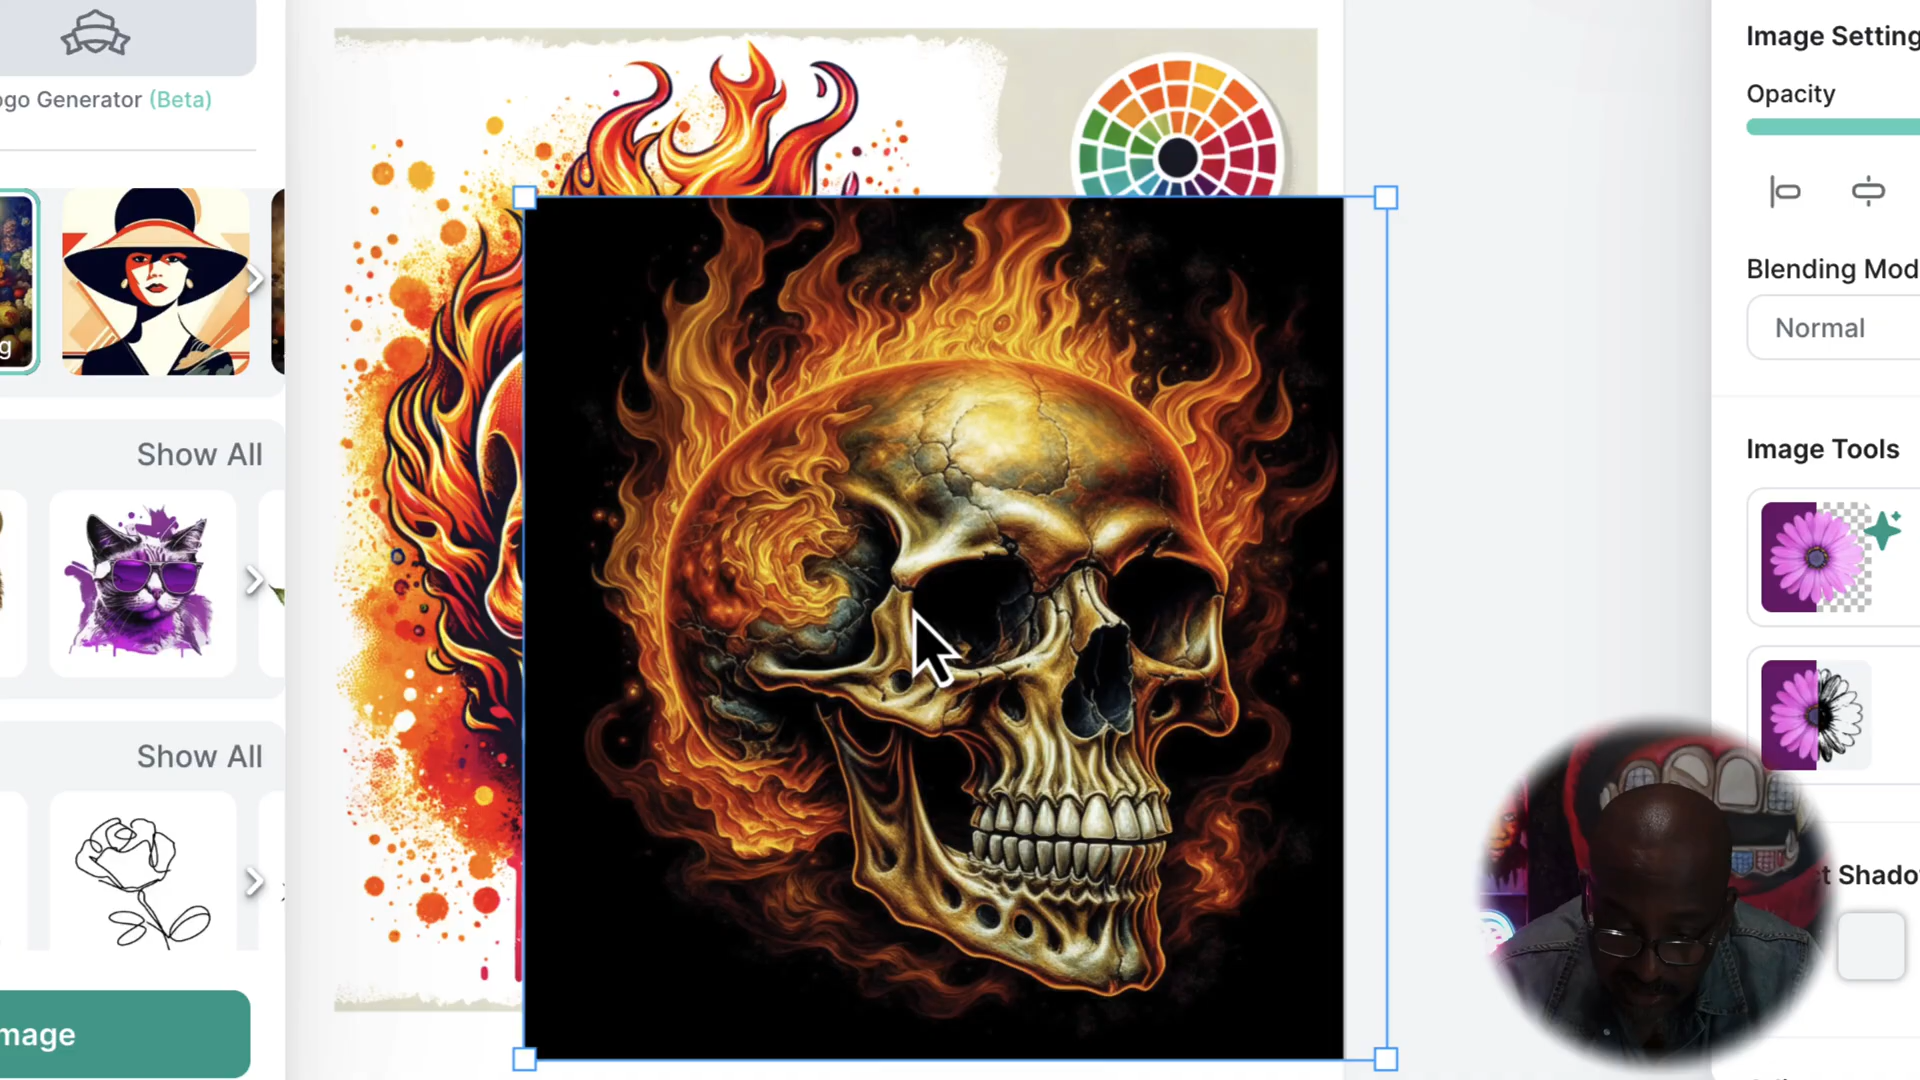 ogo Generator (Beta)
g
Show All
Show All
mage
Image Setting
Opacity
Blending Mod
Normal
Image Tools
t Shado